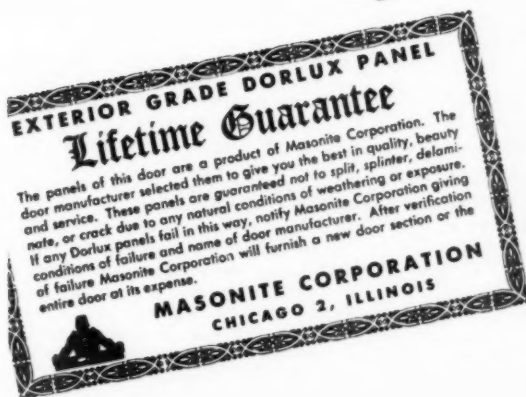 EXTERIOR GRADE DORLUX PANEL
Lifetime Guarantee
The panels of this door are a product of Masonite Corporation. The
door manufacturer selected them to give you the best in quality, beauty
and service. These panels are guaranteed not to split, splinter, delami-
nate, or crack due to any natural conditions of weathering or exposure.
If any Dorlux panels fail in this way, notify Masonite Corporation giving
conditions of failure and name of door manufacturer. After verification
of failure Masonite Corporation will furnish a new door section or the
entire door at its expense.
MASONITE CORPORATION
CHICAGO 2, ILLINOIS